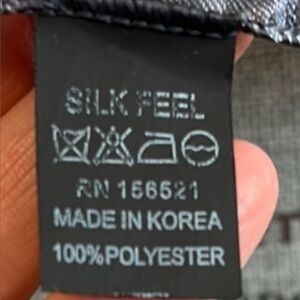 SILK FEEL
RN 156521
MADE IN KOREA
100%POLYESTER